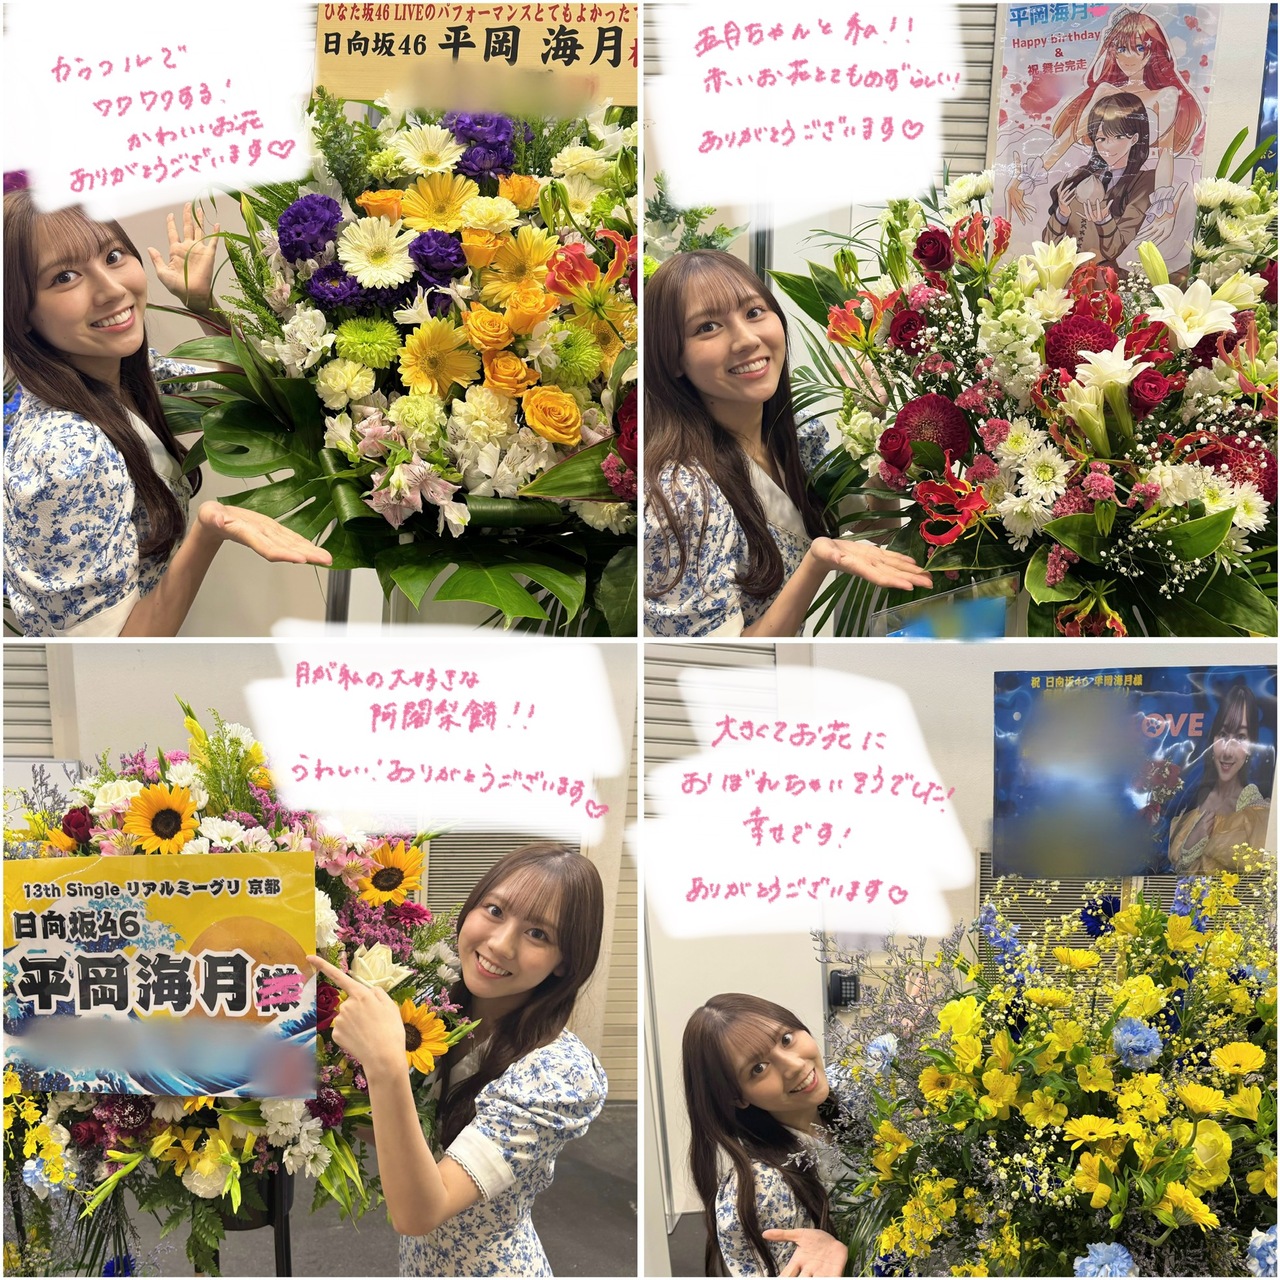 ひなた坂46 LIVEのパフォーマンスとてもよかった
日向坂46 平岡 海月
カラフルで
ワクワクする!
かわいいお花
ありがとうございます♡
五月ちゃんと私!!
赤いお花とてもめずらしい!
ありがとうございます♡
平岡海月
Happy birthday
&
祝 舞台完走
月が私の大好きな
阿闍梨餅!!
うれしい!ありがとうございます♡
13th Single リアルミーグリ 京都
日向坂46
平岡海月様
大きくてお花に
おぼれちゃいそうでした!
幸せです!
ありがとうございます♡
祝 日向坂46 平岡海月様
OVE